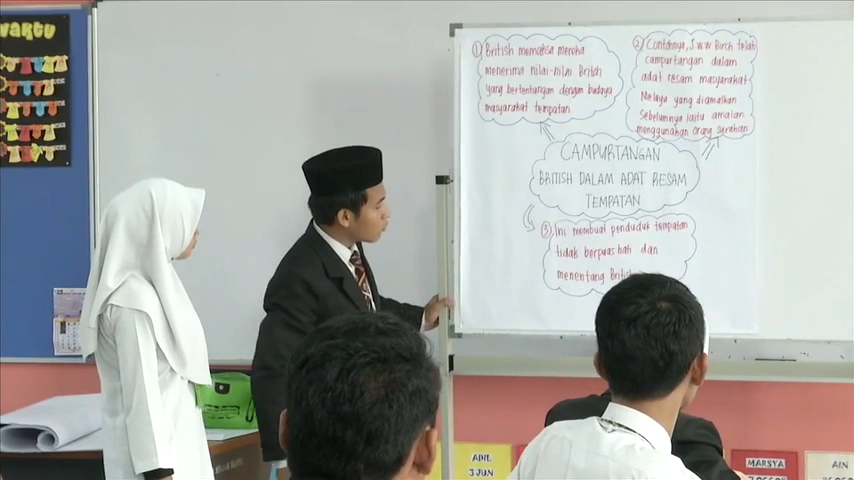 WARTU
① British memaksa mereka
menerima nilai-nilai British
yang bertentangan dengan budaya
masyarakat tempatan
② Contohnya, J.W.W Birch telah
campurtangan dalam
adat resam masyarakat
Melayu yang diamalkan
sebelumnya iaitu amalan
menggunakan orang suruhan
CAMPURTANGAN
BRITISH DALAM ADAT RESAM
TEMPATAN
③ Ini membuat penduduk tempatan
tidak berpuas hati dan
menentang British
ADIL
3 JUN
MARSYA
AIN